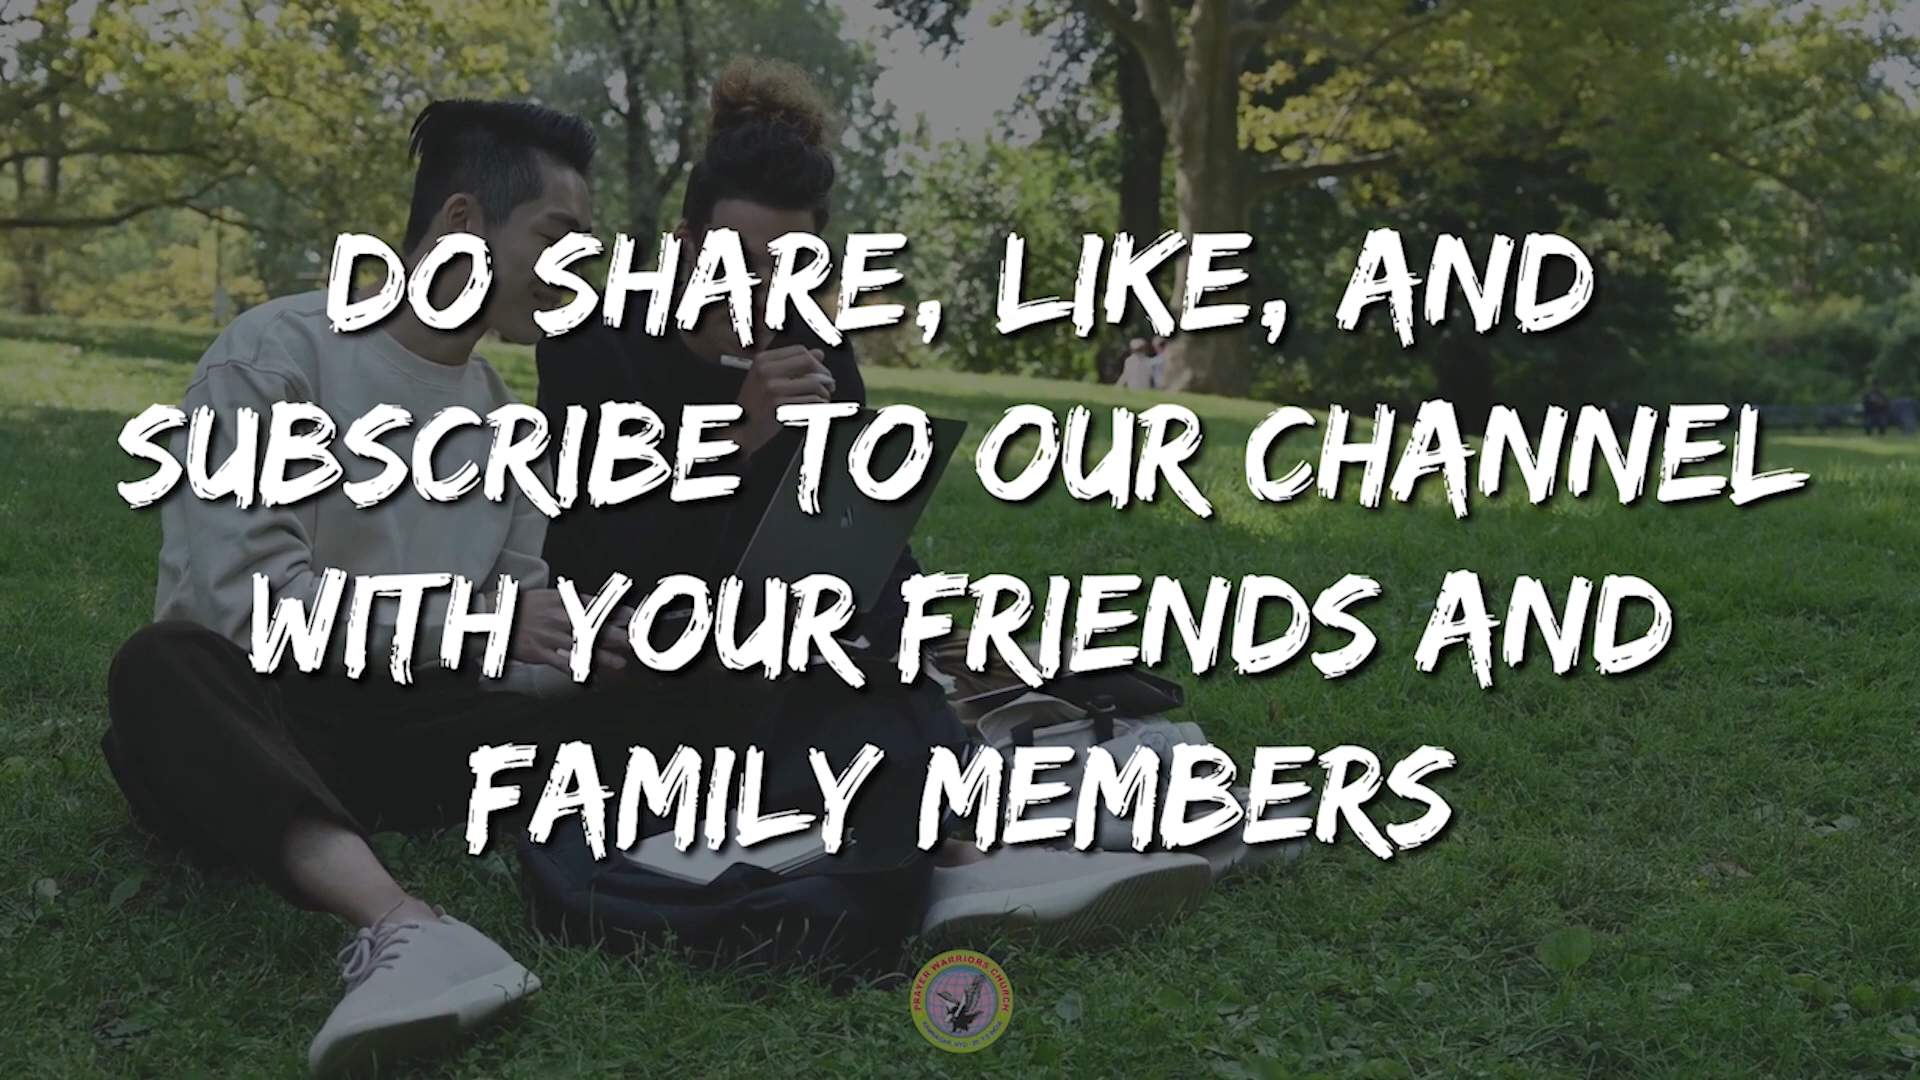 DO SHARE, LIKE, AND
SUBSCRIBE TO OUR CHANNEL
WITH YOUR FRIENDS AND
FAMILY MEMBERS
PRAYER WARRIORS CHURCH